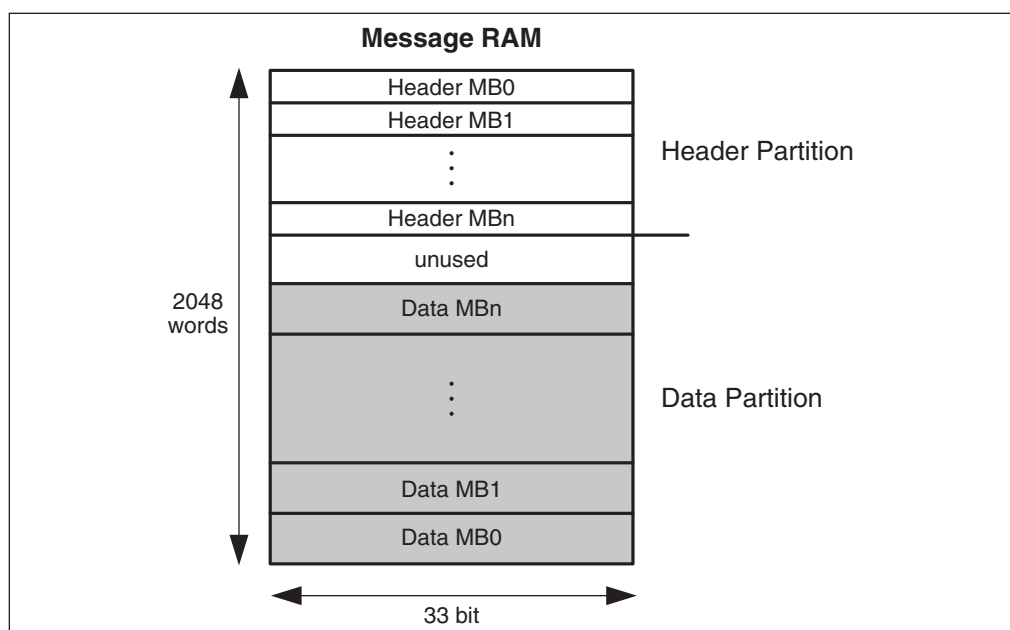 Message RAM
Header MB0
Header MB1
Header Partition
Header MBn
unused
2048
words
Data MBn
Data Partition
Data MB1
Data MB0
33 bit